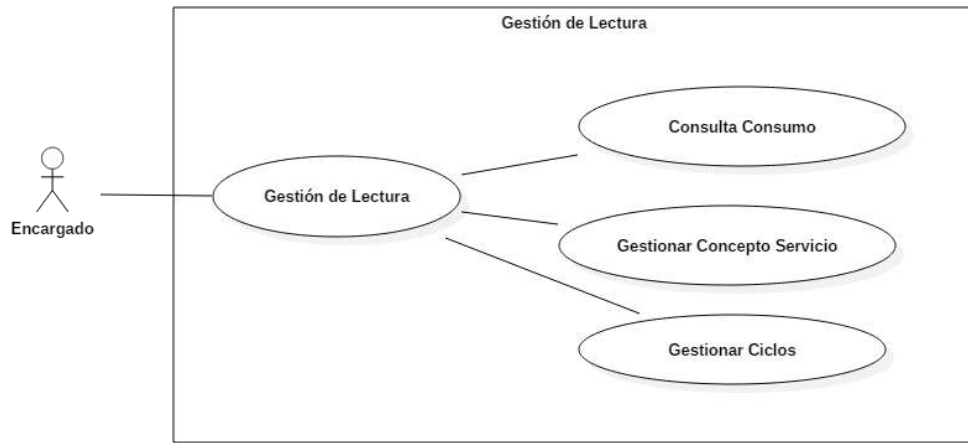 Gestión de Lectura
Consulta Consumo
Gestión de Lectura
Encargado
Gestionar Concepto Servicio
Gestionar Ciclos